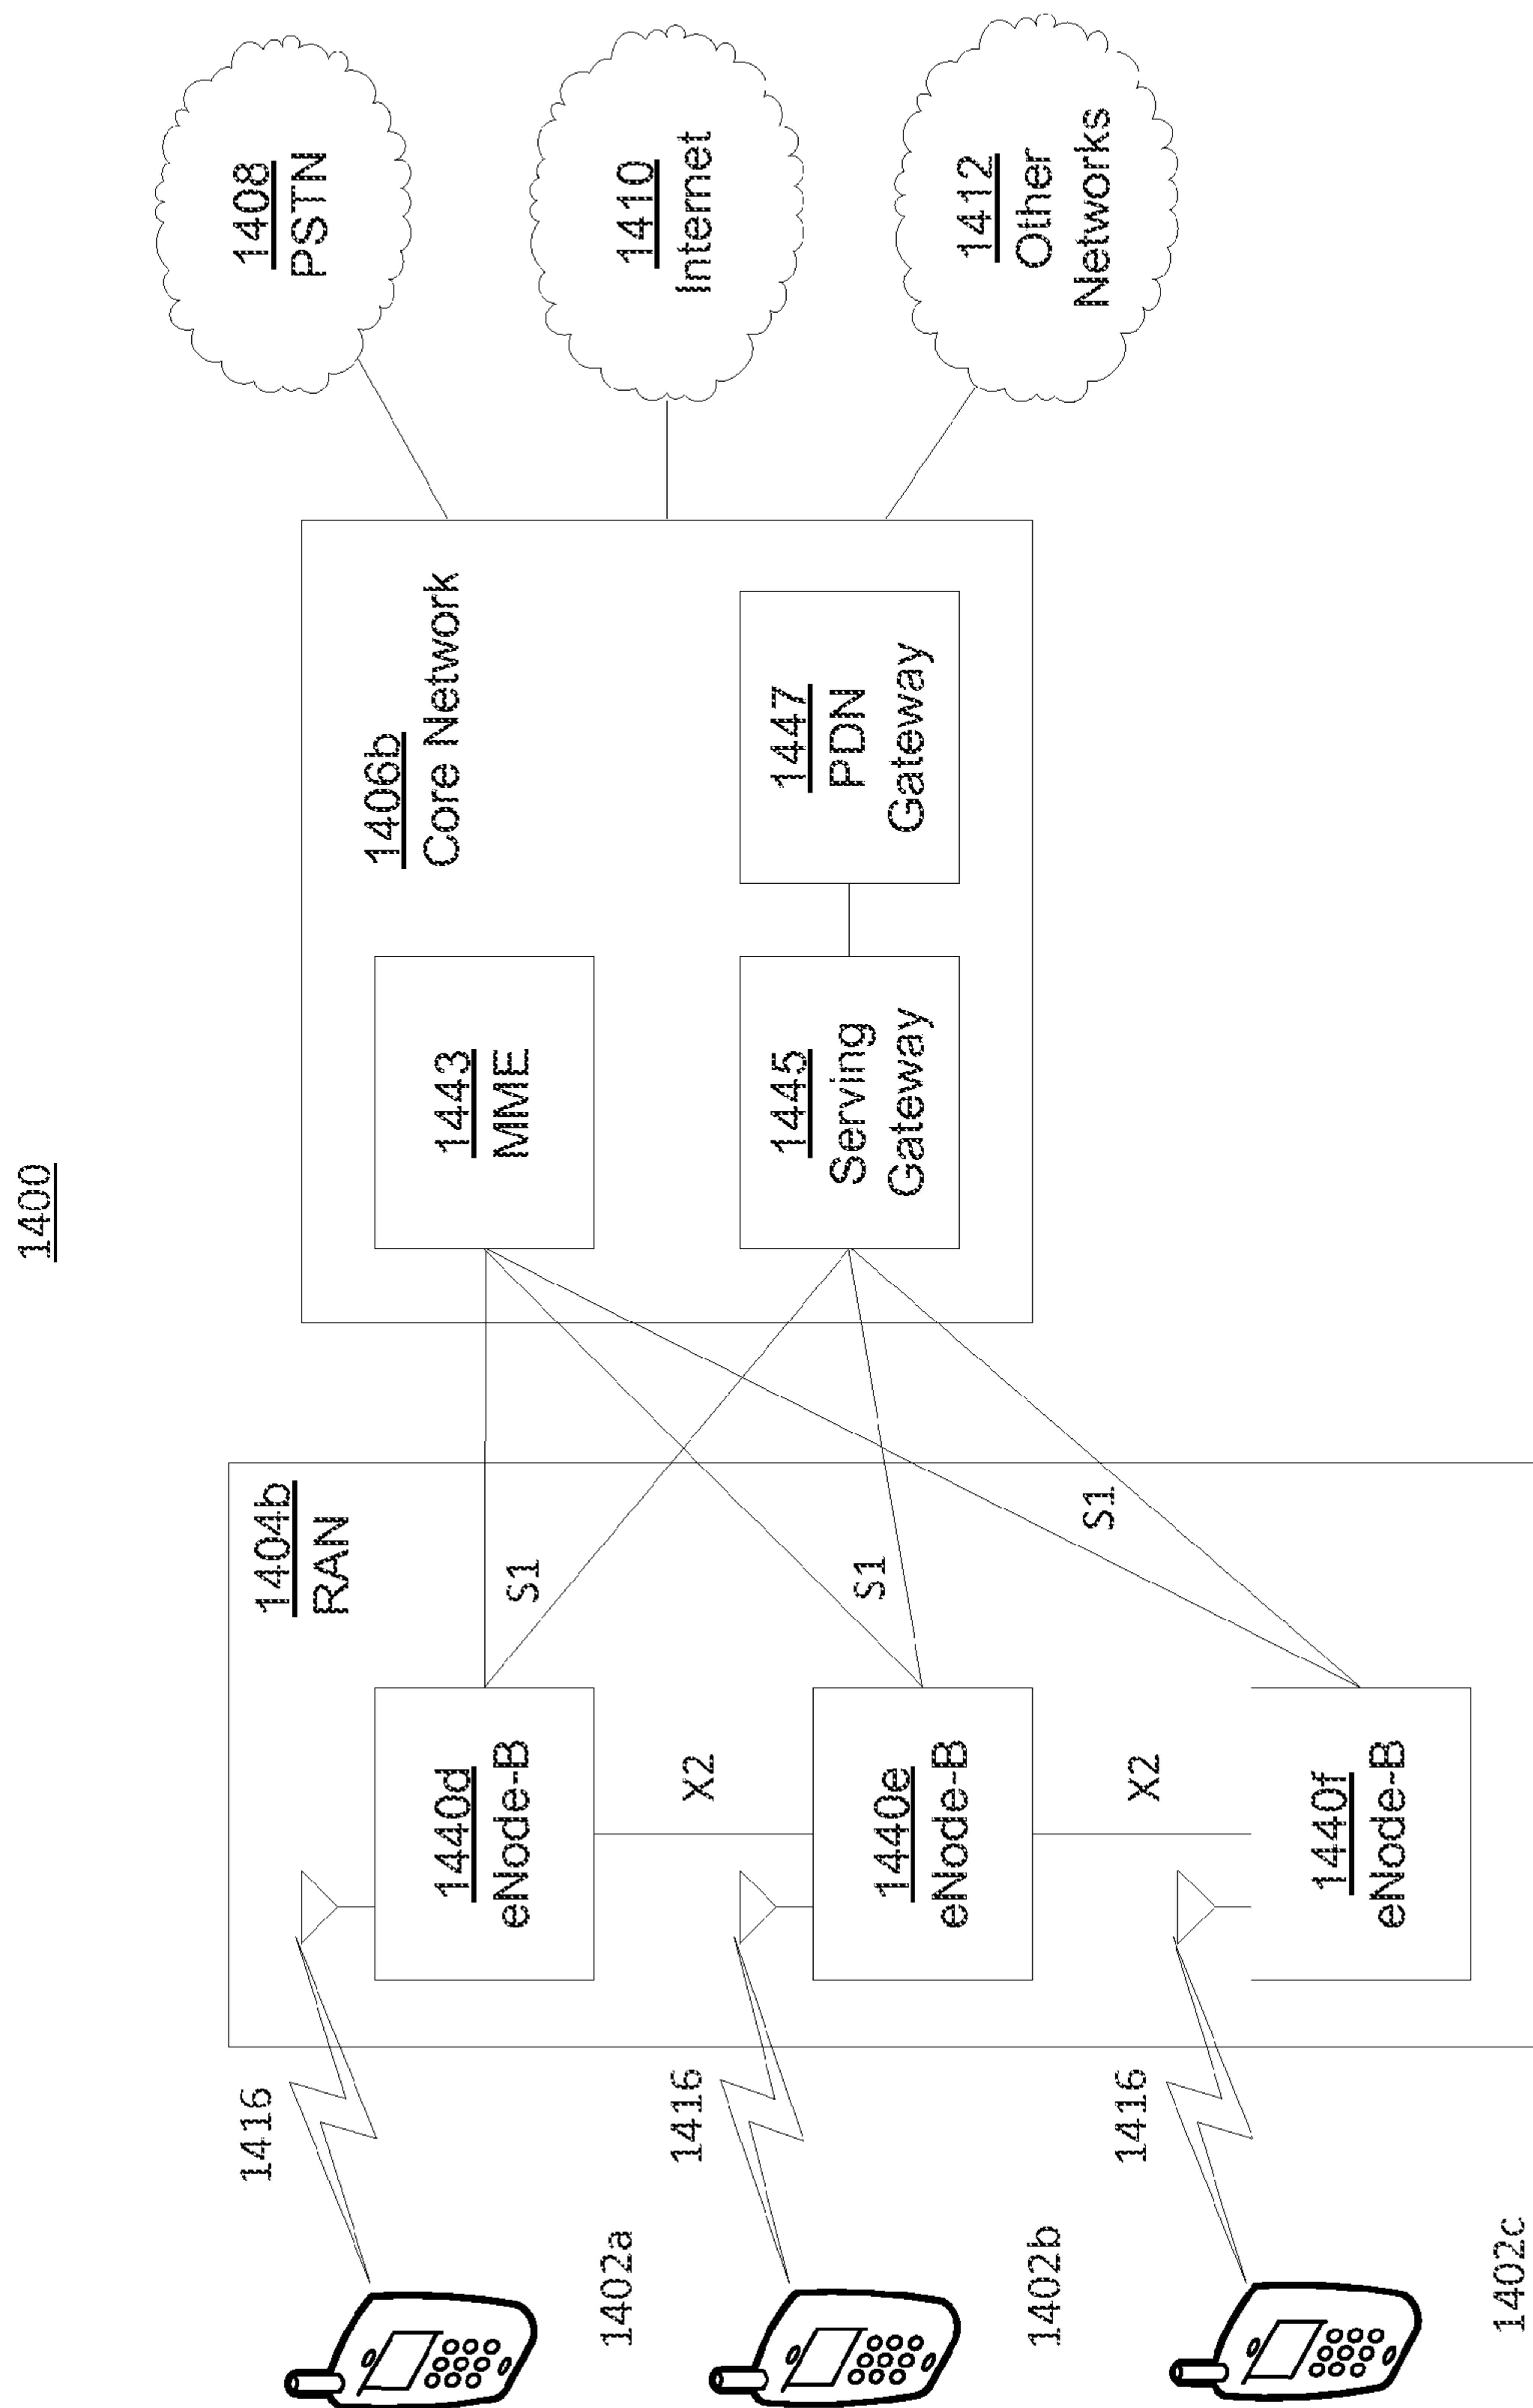 1400
1416
1402a
1416
1402b
1416
1402c
1404b
RAN
1440d
eNode-B
X2
1440e
eNode-B
X2
1440f
eNode-B
S1
S1
S1
1406b
Core Network
1443
MME
1445
Serving
Gateway
1447
PDN
Gateway
1408
PSTN
1410
Internet
1412
Other
Networks